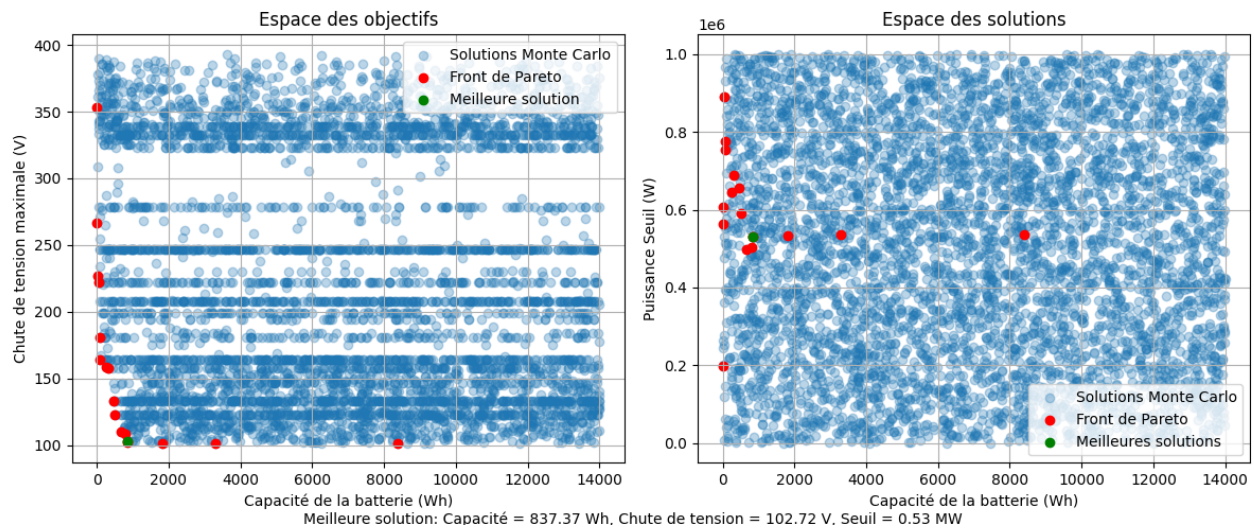 Espace des objectifs
400
350
300
250
200
150
100
Chute de tension maximale (V)
0 2000 4000 6000 8000 10000 12000 14000
Capacité de la batterie (Wh)
Solutions Monte Carlo
Front de Pareto
Meilleure solution
Espace des solutions
1e6
1.0
0.8
0.6
0.4
0.2
0.0
Puissance Seuil (W)
0 2000 4000 6000 8000 10000 12000 14000
Capacité de la batterie (Wh)
Solutions Monte Carlo
Front de Pareto
Meilleures solutions
Meilleure solution: Capacité = 837.37 Wh, Chute de tension = 102.72 V, Seuil = 0.53 MW